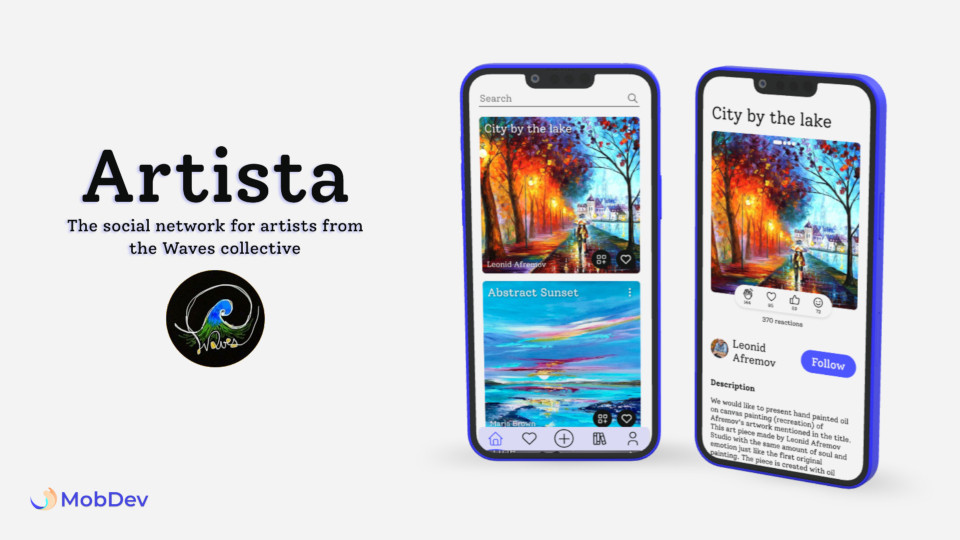 Artista
The social network for artists from
the Waves collective
Waves
MobDev
Search
City by the lake
Leonid Afremov
Abstract Sunset
City by the lake
270 reactions
Leonid
Afremov
Follow
Description
We would like to present hand painted oil
on canvas painting (recreation) of
Afremov's artwork mentioned in the title.
This art piece made by Leonid Afremov
Studio with the same amount of soul and
emotion just like the first original
painting. The piece is created with oil